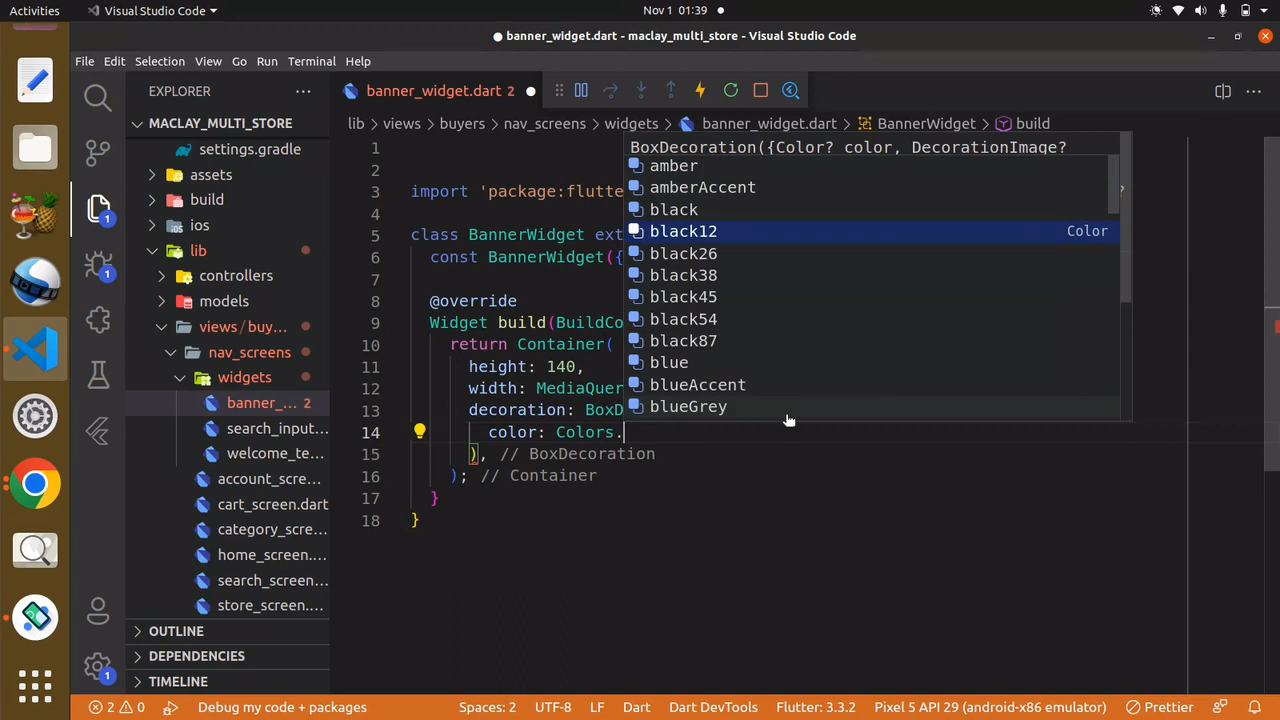 Activities
Visual Studio Code
Nov 1 01:39
banner_widget.dart - maclay_multi_store - Visual Studio Code
File Edit Selection View Go Run Terminal Help
EXPLORER
banner_widget.dart 2
lib > views > buyers > nav_screens > widgets > banner_widget.dart > BannerWidget > build
MACLAY_MULTI_STORE
settings.gradle
assets
build
ios
lib
controllers
models
views / buy...
nav_screens
widgets
banner_... 2
search_input...
welcome_te...
account_scre...
cart_screen.dart
category_scre...
home_screen....
search_screen...
store_screen....
OUTLINE
DEPENDENCIES
TIMELINE
1
2
3 import 'package:flutte
4
5 class BannerWidget ext
6 const BannerWidget({
7
8 @override
9 Widget build(BuildCo
10 return Container(
11 height: 140,
12 width: MediaQuer
13 decoration: BoxD
14 color: Colors.
15 ), // BoxDecoration
16 ); // Container
17 }
18 }
BoxDecoration({Color? color, DecorationImage?
amber
amberAccent
black
black12 Color
black26
black38
black45
black54
black87
blue
blueAccent
blueGrey
1
1
1
2 0 Debug my code + packages Spaces: 2 UTF-8 LF Dart Dart DevTools Flutter: 3.3.2 Pixel 5 API 29 (android-x86 emulator) Prettier